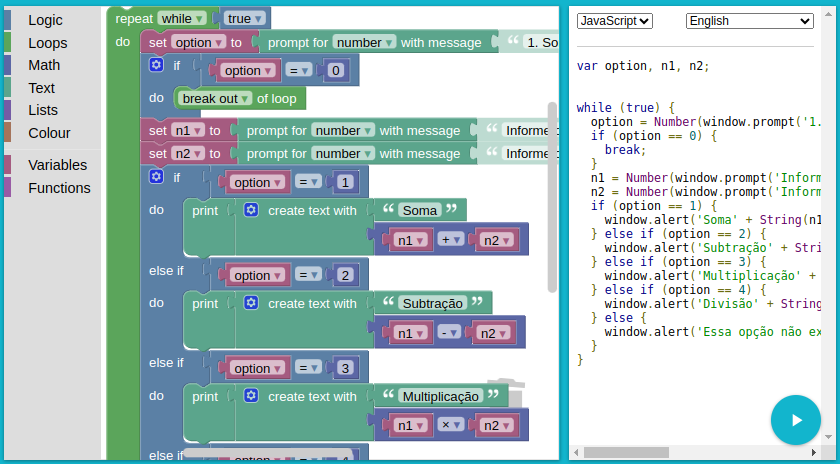 Logic
Loops
Math
Text
Lists
Colour
Variables
Functions
repeat while ▾ true ▾
do set option ▾ to prompt for number ▾ with message “ 1. So
if option ▾ = ▾ 0
do break out ▾ of loop
set n1 ▾ to prompt for number ▾ with message “ Informe
set n2 ▾ to prompt for number ▾ with message “ Informe
if option ▾ = ▾ 1
do print create text with “ Soma ”
n1 ▾ + ▾ n2 ▾
else if option ▾ = ▾ 2
do print create text with “ Subtração ”
n1 ▾ - ▾ n2 ▾
else if option ▾ = ▾ 3
do print create text with “ Multiplicação ”
n1 ▾ × ▾ n2 ▾
else if option ▾ = ▾
JavaScript English
var option, n1, n2;
while (true) {
option = Number(window.prompt('1.
if (option == 0) {
break;
}
n1 = Number(window.prompt('Inform
n2 = Number(window.prompt('Inform
if (option == 1) {
window.alert('Soma' + String(n1
} else if (option == 2) {
window.alert('Subtração' + Stri
} else if (option == 3) {
window.alert('Multiplicação' +
} else if (option == 4) {
window.alert('Divisão' + String
} else {
window.alert('Essa opção não ex
}
}